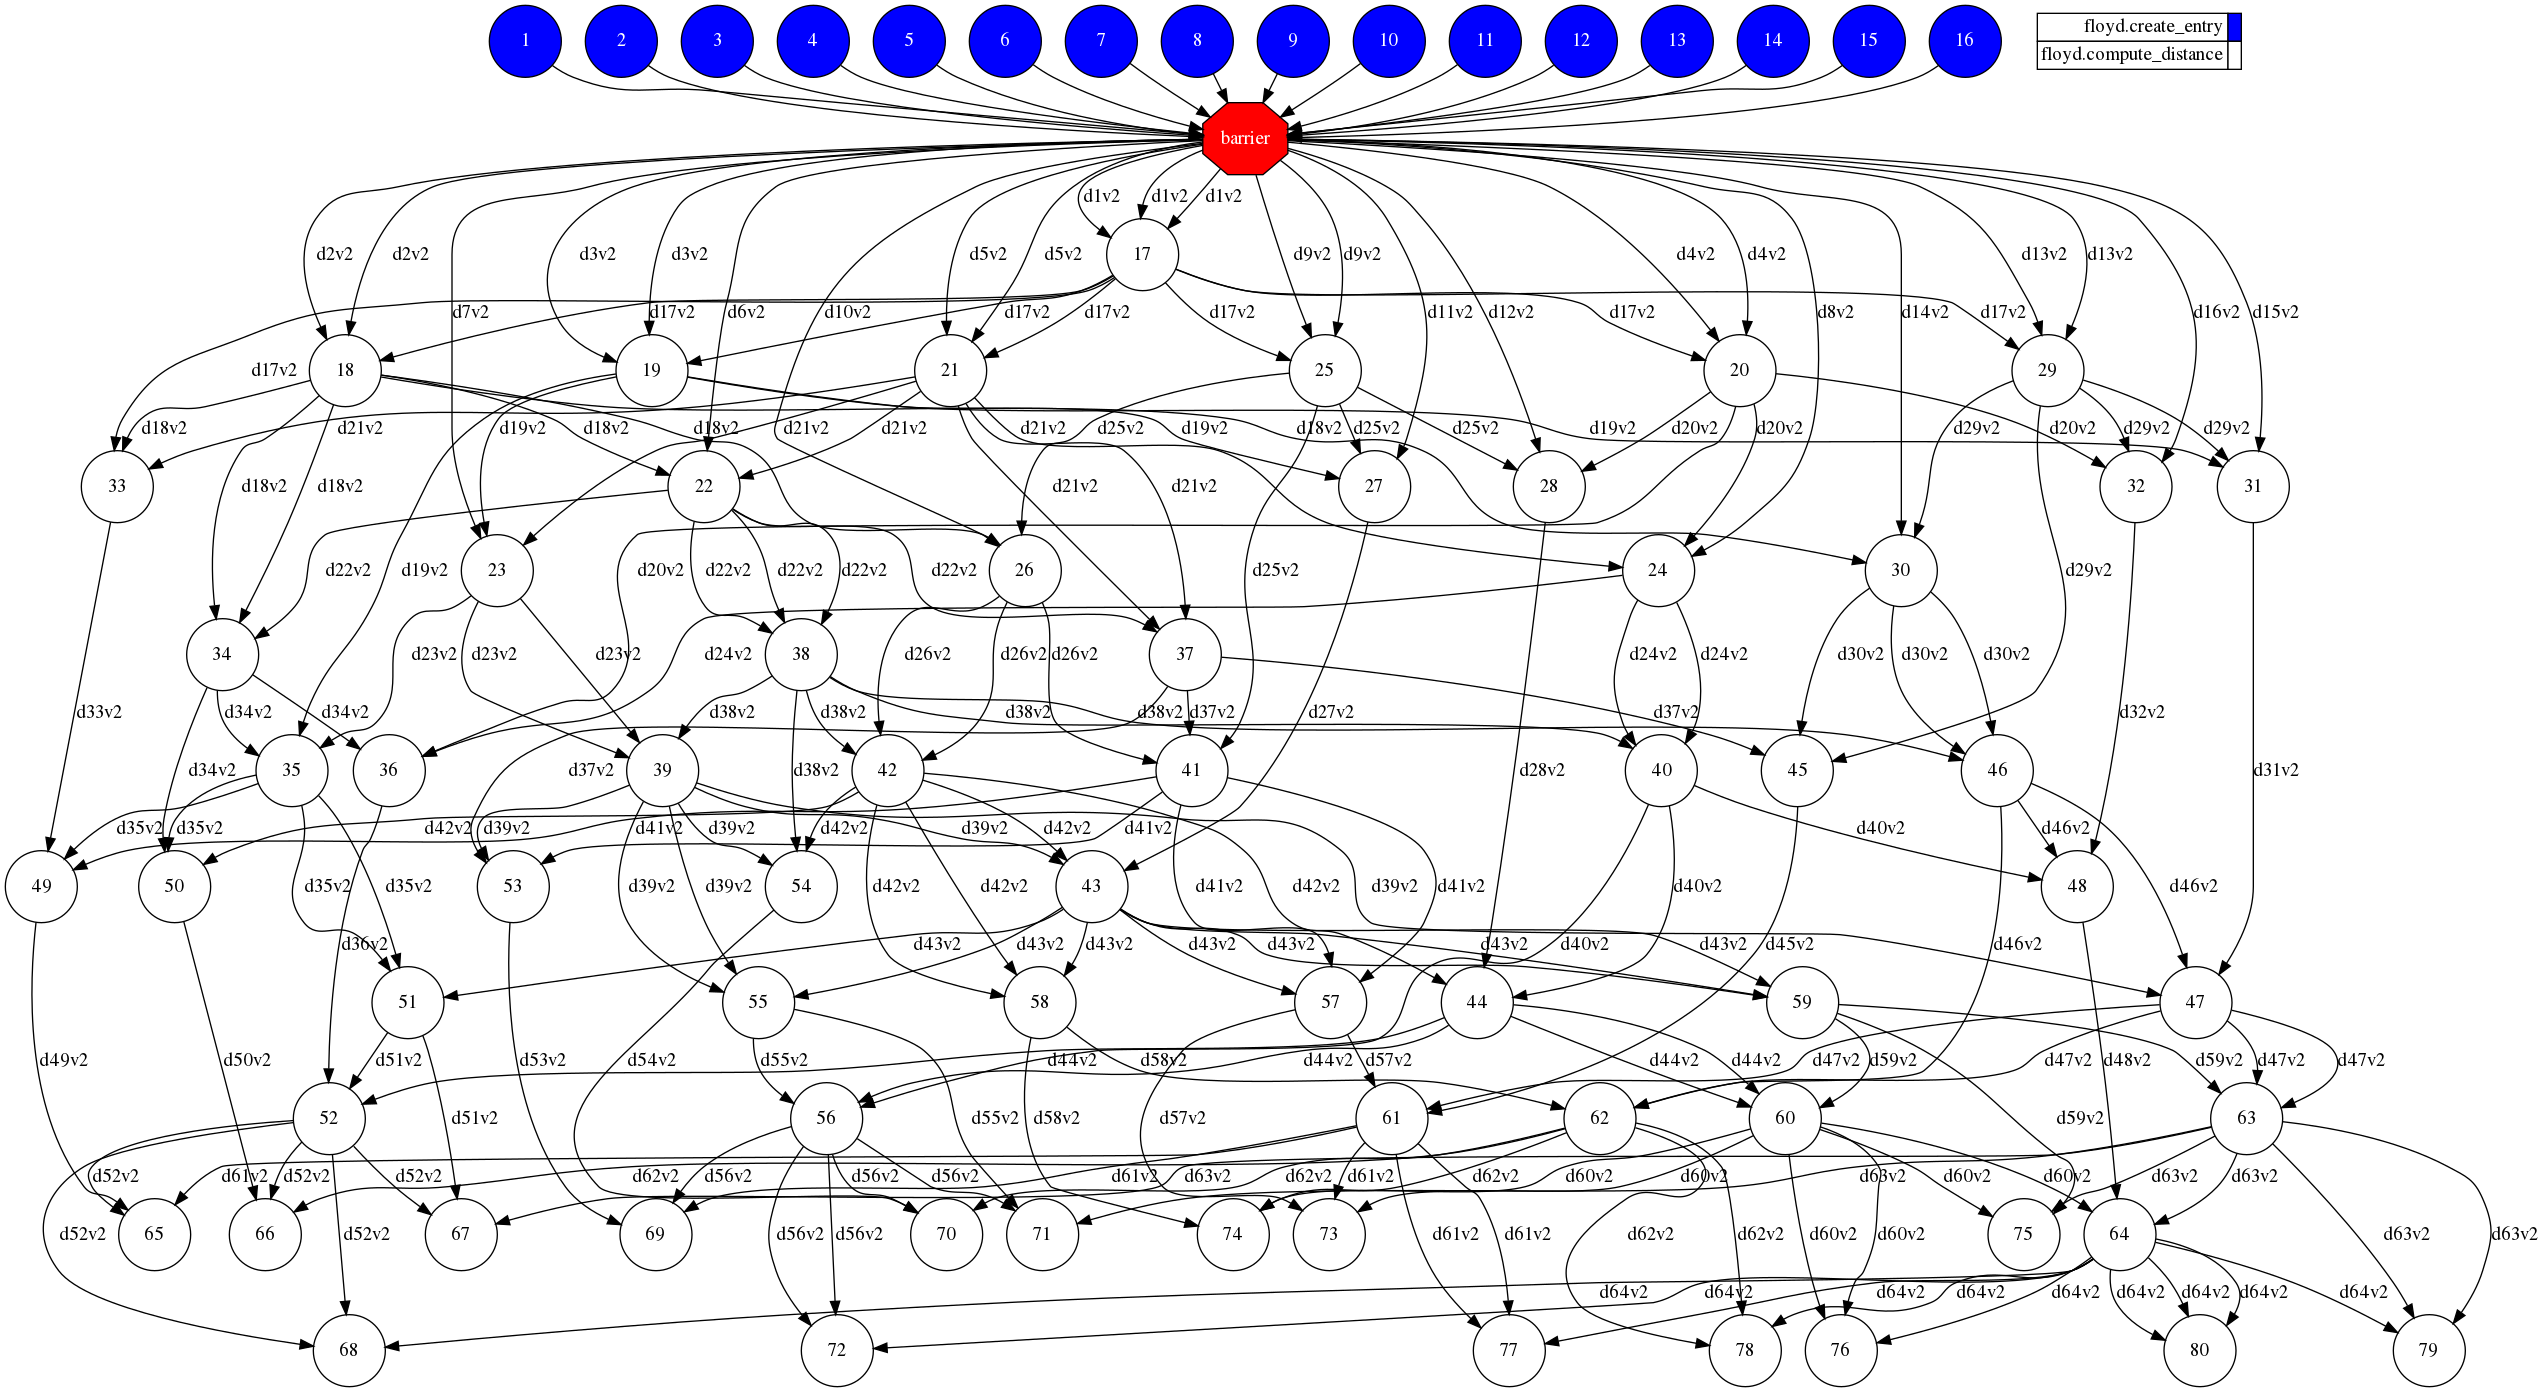 1 2 3 4 5 6 7 8 9 10 11 12 13 14 15 16
floyd.create_entry
floyd.compute_distance
barrier
d1v2 d1v2 d1v2
d2v2 d2v2 d3v2 d3v2 d5v2 d5v2 17 d9v2 d9v2 d4v2 d4v2 d13v2 d13v2
d7v2 d17v2 d6v2 d10v2 d17v2 d17v2 d17v2 d11v2 d12v2 d17v2 d8v2 d14v2 d17v2 d16v2 d15v2
d17v2 18 19 21 25 20 29
d18v2 d21v2 d19v2 d18v2 d18v2 d21v2 d21v2 d21v2 d25v2 d19v2 d18v2 d25v2 d25v2 d19v2 d20v2 d20v2 d29v2 d20v2 d29v2 d29v2
33 d18v2 d18v2 22 d21v2 d21v2 27 28 32 31
d22v2 23 d19v2 d20v2 d22v2 d22v2 d22v2 d22v2 26 d25v2 24 30 d29v2
34 d23v2 d23v2 d23v2 d24v2 38 d26v2 d26v2 d26v2 37 d24v2 d24v2 d30v2 d30v2 d30v2
d33v2 d34v2 d34v2 d38v2 d38v2 d38v2 d38v2 d37v2 d27v2 d37v2 d32v2
d34v2 35 36 d37v2 39 d38v2 42 41 d28v2 40 45 46 d31v2
d35v2 d35v2 d42v2 d39v2 d41v2 d39v2 d42v2 d39v2 d42v2 d41v2 d40v2 d46v2
49 50 d35v2 d35v2 53 d39v2 d39v2 54 d42v2 d42v2 43 d41v2 d42v2 d39v2 d41v2 d40v2 48 d46v2
d36v2 d43v2 d43v2 d43v2 d43v2 d43v2 d43v2 d40v2 d43v2 d45v2 d46v2
51 55 58 57 44 59 47
d49v2 d50v2 d51v2 d53v2 d54v2 d55v2 d44v2 d58v2 d44v2 d57v2 d44v2 d44v2 d47v2 d59v2 d47v2 d48v2 d59v2 d47v2 d47v2
52 d51v2 56 d55v2 d58v2 d57v2 61 62 60 d59v2 63
d52v2 d61v2 d52v2 d52v2 d62v2 d56v2 d61v2 d56v2 d56v2 d63v2 d62v2 d61v2 d62v2 d60v2 d60v2 d63v2 d60v2 d60v2 d63v2 d63v2
d52v2 65 66 d52v2 67 69 d56v2 d56v2 70 71 74 73 d61v2 d61v2 d62v2 d62v2 d60v2 d60v2 75 64 d63v2 d63v2
d64v2 d64v2 d64v2 d64v2 d64v2 d64v2 d64v2 d64v2
68 72 77 78 76 80 79